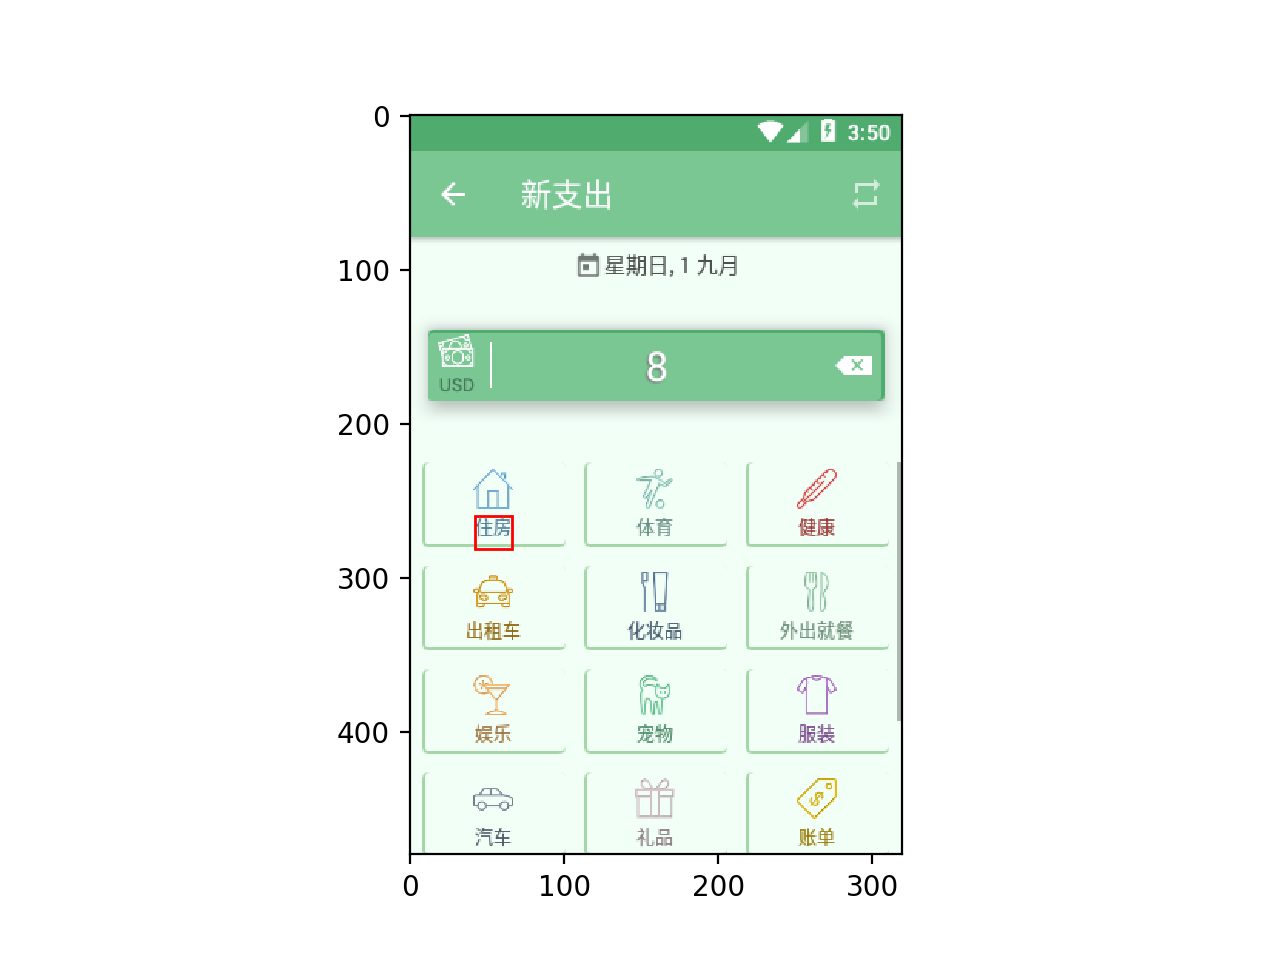 0
100
200
300
400
0 100 200 300
3:50
新支出
星期日, 1 九月
USD
8
住房 体育 健康
出租车 化妆品 外出就餐
娱乐 宠物 服装
汽车 礼品 账单